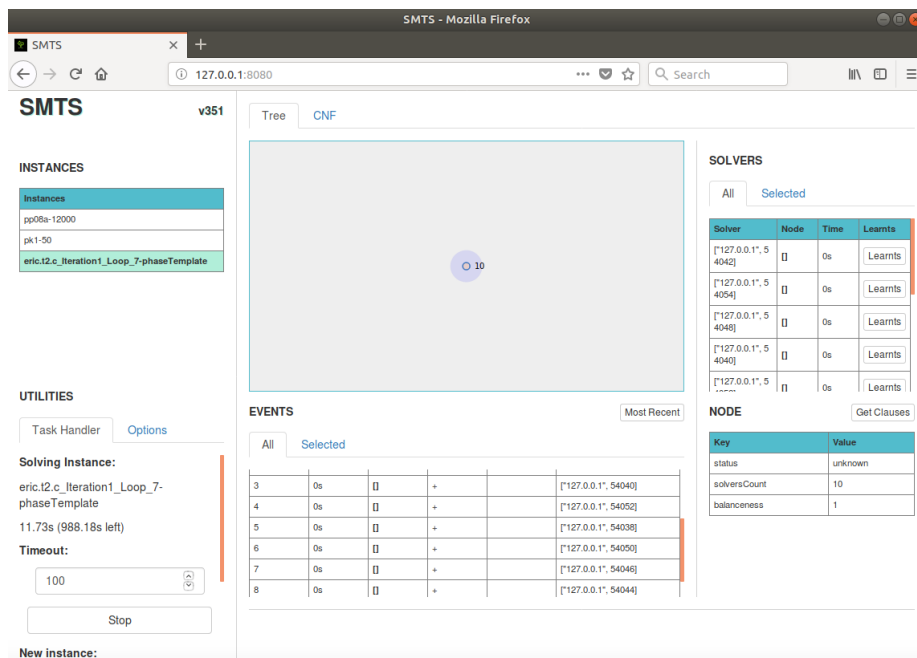 SMTS - Mozilla Firefox
SMTS
127.0.0.1:8080
Search
SMTS
v351
INSTANCES
Instances
pp08a-12000
pk1-50
eric.t2.c_Iteration1_Loop_7-phaseTemplate
UTILITIES
Task Handler Options
Solving Instance:
eric.t2.c_Iteration1_Loop_7-
phaseTemplate
11.73s (988.18s left)
Timeout:
100
Stop
New instance:
Tree CNF
10
EVENTS
Most Recent
All Selected
3 0s [] + ["127.0.0.1", 54040]
4 0s [] + ["127.0.0.1", 54052]
5 0s [] + ["127.0.0.1", 54038]
6 0s [] + ["127.0.0.1", 54050]
7 0s [] + ["127.0.0.1", 54046]
8 0s [] + ["127.0.0.1", 54044]
SOLVERS
All Selected
Solver Node Time Learnts
["127.0.0.1", 5
4042] [] 0s Learnts
["127.0.0.1", 5
4054] [] 0s Learnts
["127.0.0.1", 5
4048] [] 0s Learnts
["127.0.0.1", 5
4040] [] 0s Learnts
["127.0.0.1", 5
[] 0s Learnts
NODE
Get Clauses
Key Value
status unknown
solversCount 10
balanceness 1